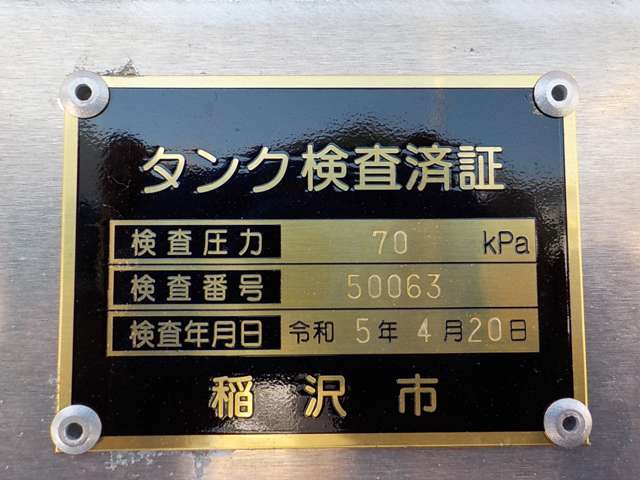 タンク検査済証
検査圧力 70 kPa
検査番号 50063
検査年月日 令和 5年 4月20日
稲沢市